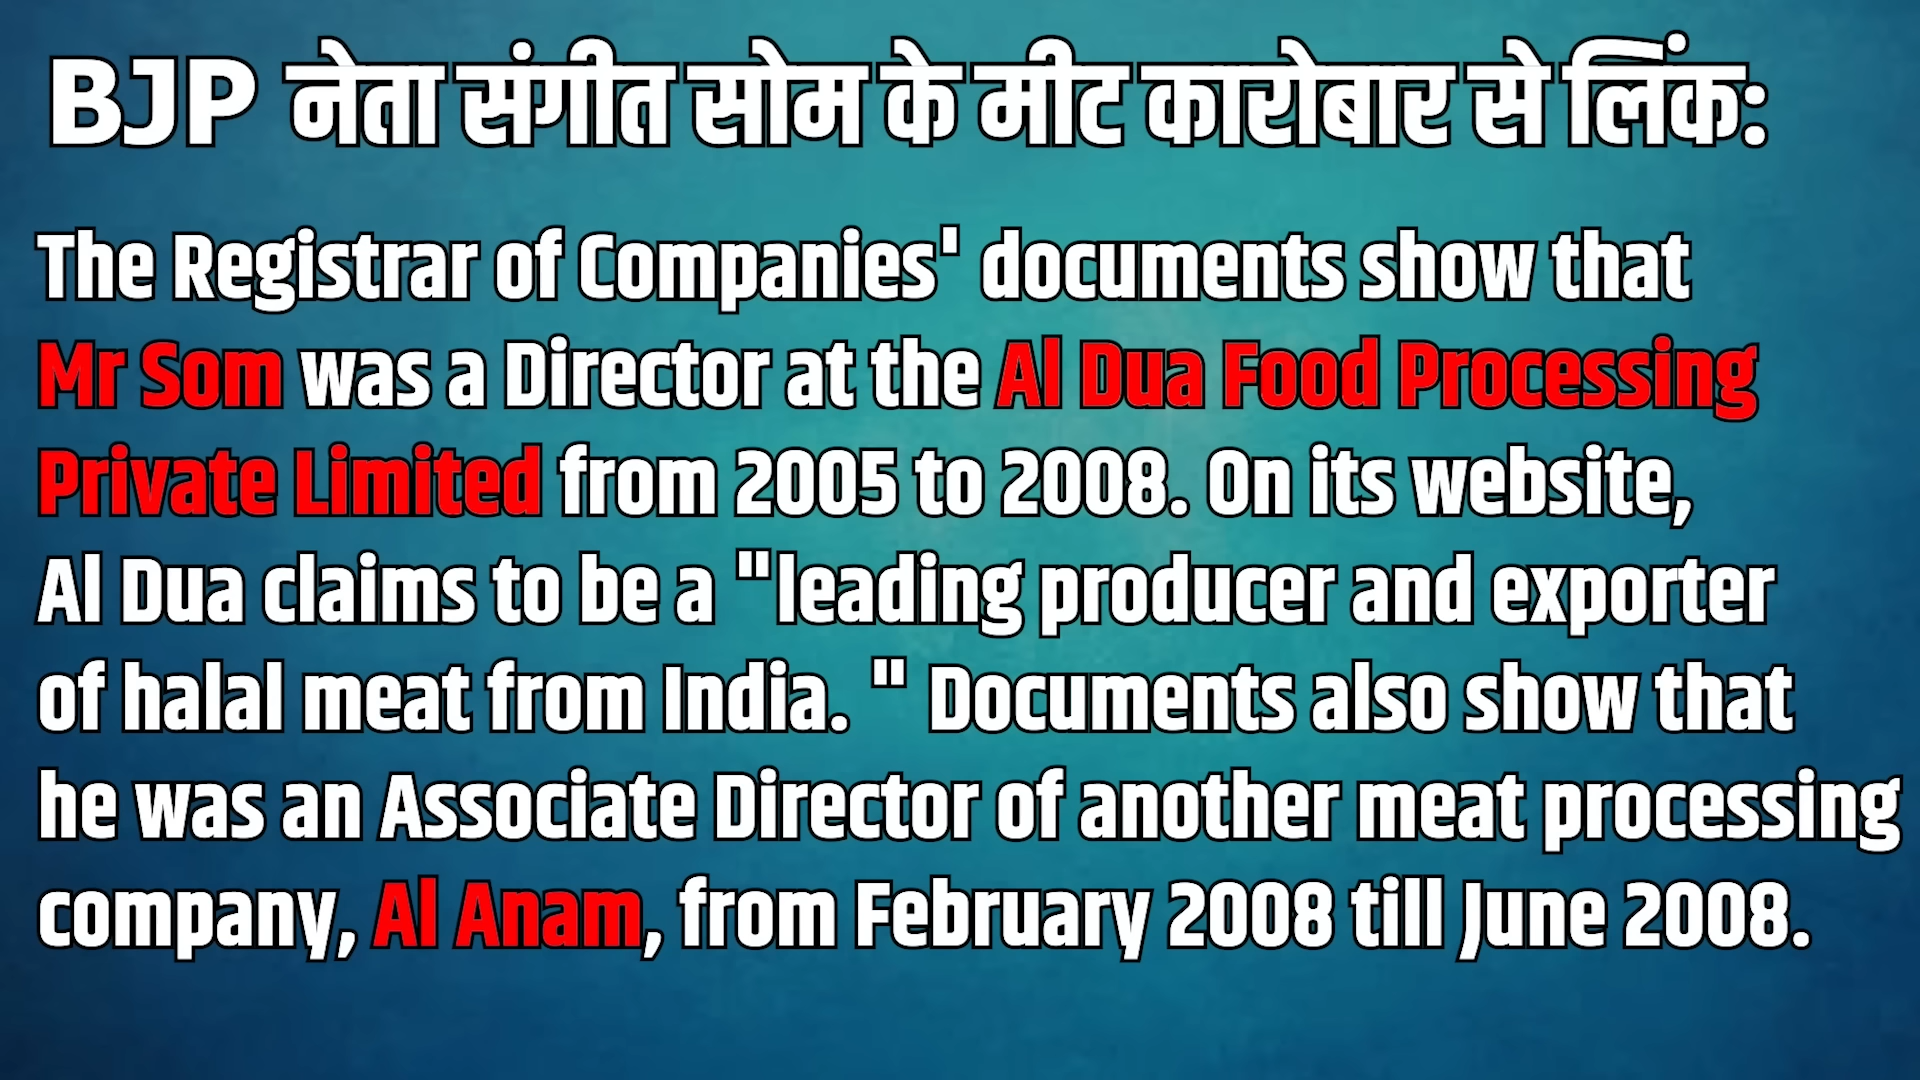 BJP नेता संगीत सोम के मीट कारोबार से लिंक:
The Registrar of Companies' documents show that
Mr Som was a Director at the Al Dua Food Processing
Private Limited from 2005 to 2008. On its website,
Al Dua claims to be a "leading producer and exporter
of halal meat from India. " Documents also show that
he was an Associate Director of another meat processing
company, Al Anam, from February 2008 till June 2008.